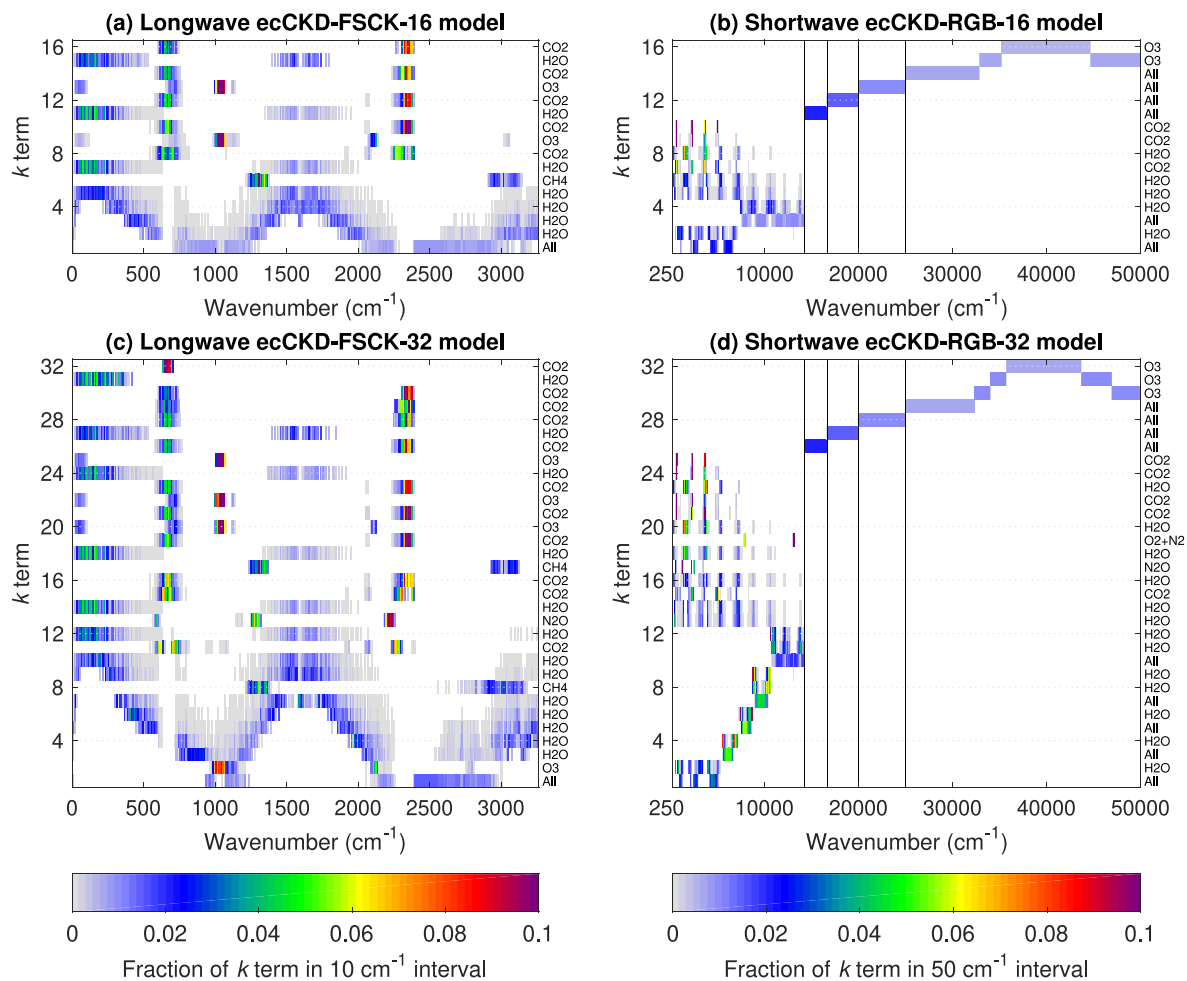 (a) Longwave ecCKD-FSCK-16 model
16
12
8
4
k term
CO2
H2O
CO2
O3
CO2
H2O
CO2
O3
CO2
H2O
CH4
H2O
H2O
H2O
H2O
All
0 500 1000 1500 2000 2500 3000
Wavenumber (cm⁻¹)
(b) Shortwave ecCKD-RGB-16 model
16
12
8
4
k term
O3
O3
All
All
All
All
CO2
CO2
H2O
CO2
H2O
H2O
H2O
All
H2O
All
250 10000 20000 30000 40000 50000
Wavenumber (cm⁻¹)
(c) Longwave ecCKD-FSCK-32 model
32
28
24
20
16
12
8
4
k term
CO2
H2O
CO2
CO2
CO2
H2O
CO2
O3
H2O
CO2
O3
CO2
O3
CO2
H2O
CH4
CO2
CO2
H2O
N2O
H2O
CO2
H2O
H2O
CH4
H2O
H2O
H2O
H2O
H2O
O3
All
0 500 1000 1500 2000 2500 3000
Wavenumber (cm⁻¹)
(d) Shortwave ecCKD-RGB-32 model
32
28
24
20
16
12
8
4
k term
O3
O3
O3
All
All
All
All
CO2
CO2
H2O
CO2
CO2
H2O
O2+N2
H2O
N2O
H2O
CO2
H2O
H2O
H2O
H2O
All
H2O
H2O
All
H2O
All
H2O
All
H2O
All
250 10000 20000 30000 40000 50000
Wavenumber (cm⁻¹)
0 0.02 0.04 0.06 0.08 0.1
Fraction of k term in 10 cm⁻¹ interval
0 0.02 0.04 0.06 0.08 0.1
Fraction of k term in 50 cm⁻¹ interval